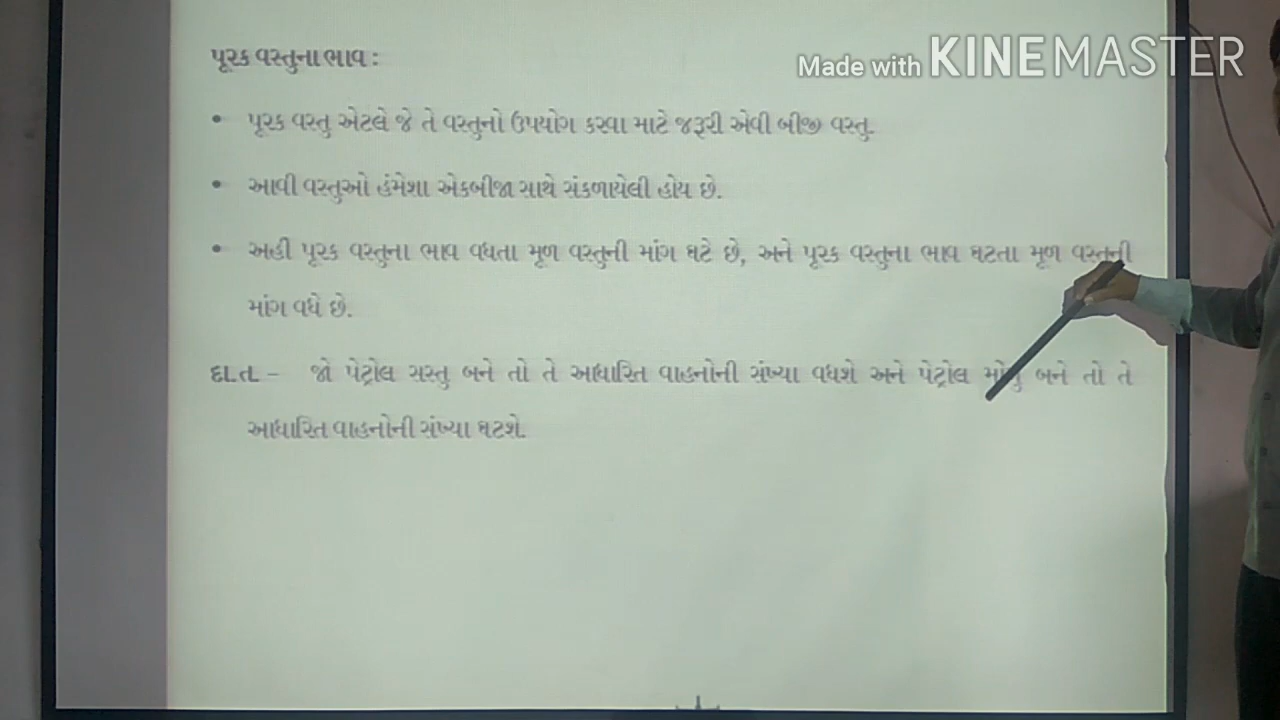 Made with KINEMASTER
પૂરક વસ્તુના ભાવ :
• પૂરક વસ્તુ એટલે જે તે વસ્તુનો ઉપયોગ કરવા માટે જરૂરી એવી બીજી વસ્તુ.
• આવી વસ્તુઓ હંમેશા એકબીજા સાથે સંકળાયેલી હોય છે.
• અહી પૂરક વસ્તુના ભાવ વધતા મૂળ વસ્તુની માંગ ઘટે છે, અને પૂરક વસ્તુના ભાવ ઘટતા મૂળ વસ્તુની
માંગ વધે છે.
દા.ત. – જો પેટ્રોલ સસ્તુ બને તો તે આધારિત વાહનોની સંખ્યા વધશે અને પેટ્રોલ બને તો તે
આધારિત વાહનોની સંખ્યા ઘટશે.